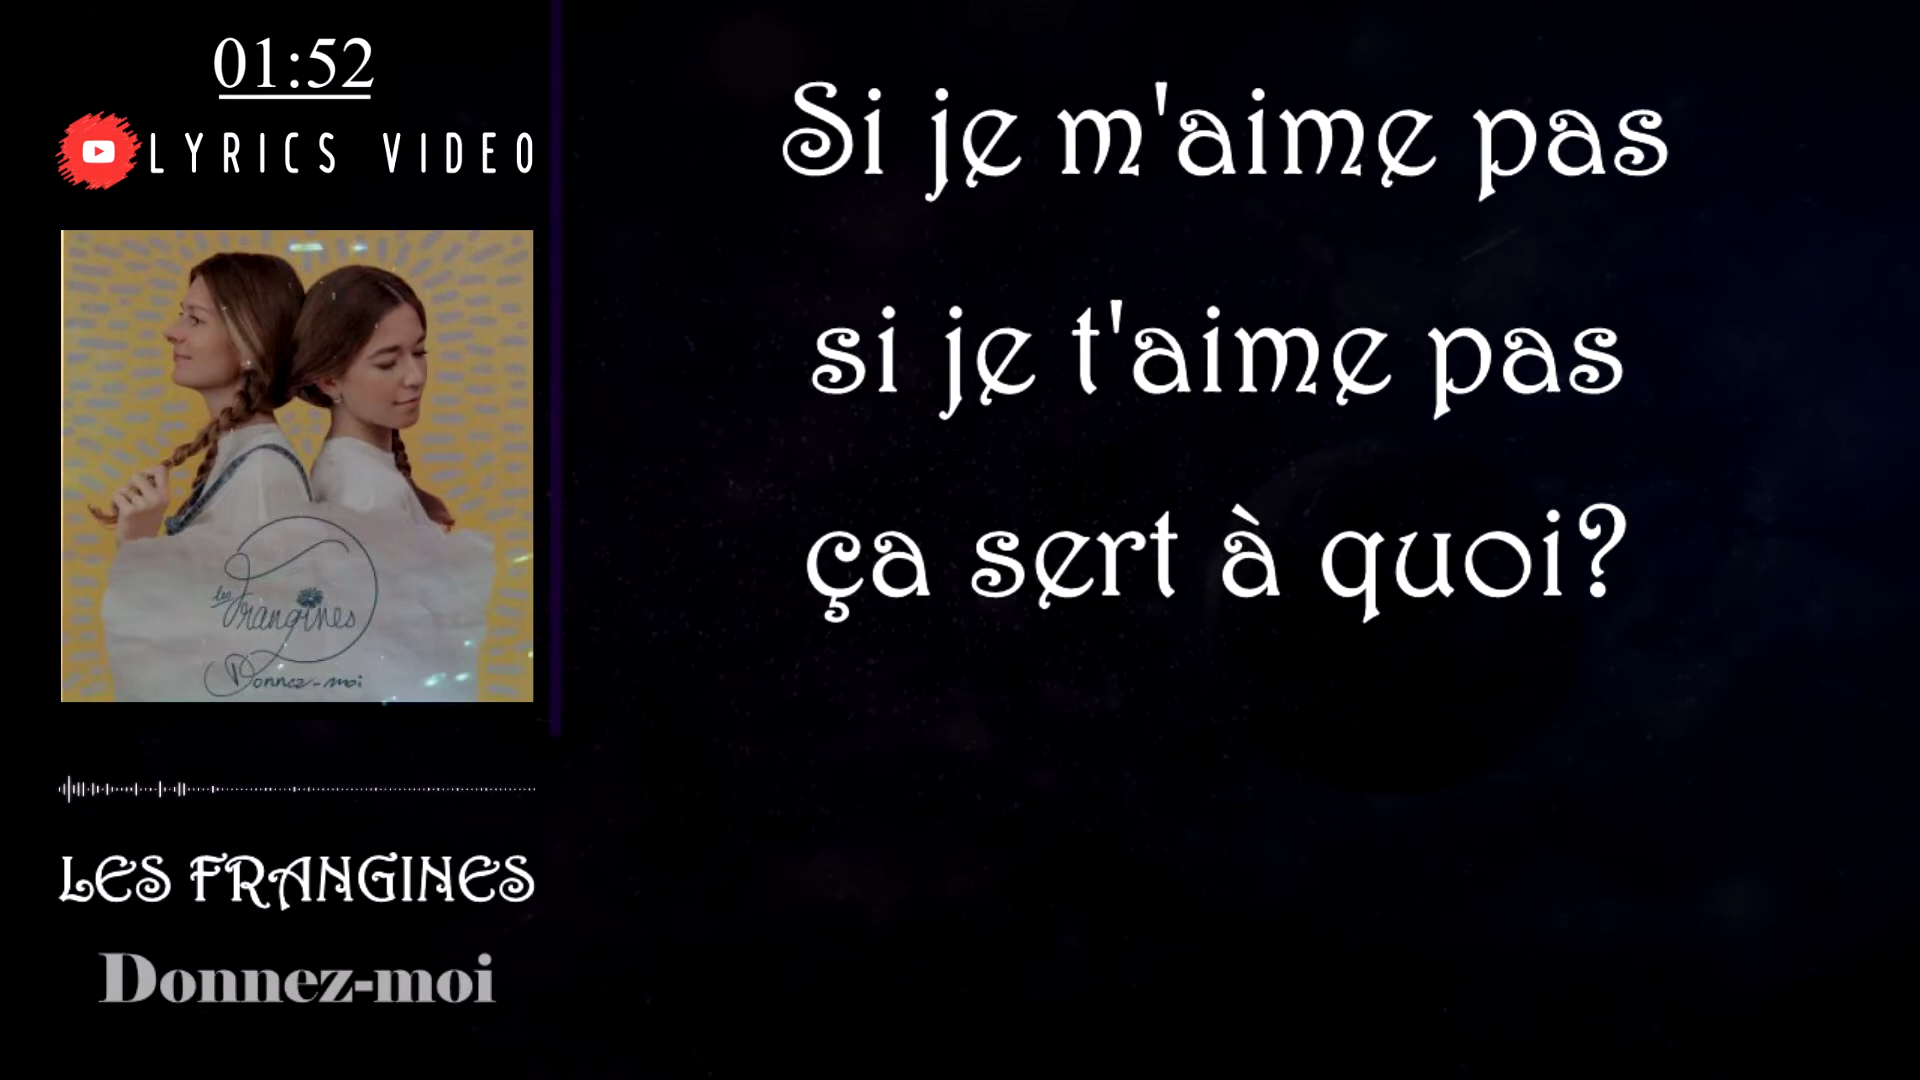 01:52
LYRICS VIDEO
les
Frangines
Donnez-moi
LES FRANGINES
Donnez-moi
Si je m'aime pas
si je t'aime pas
ça sert à quoi?